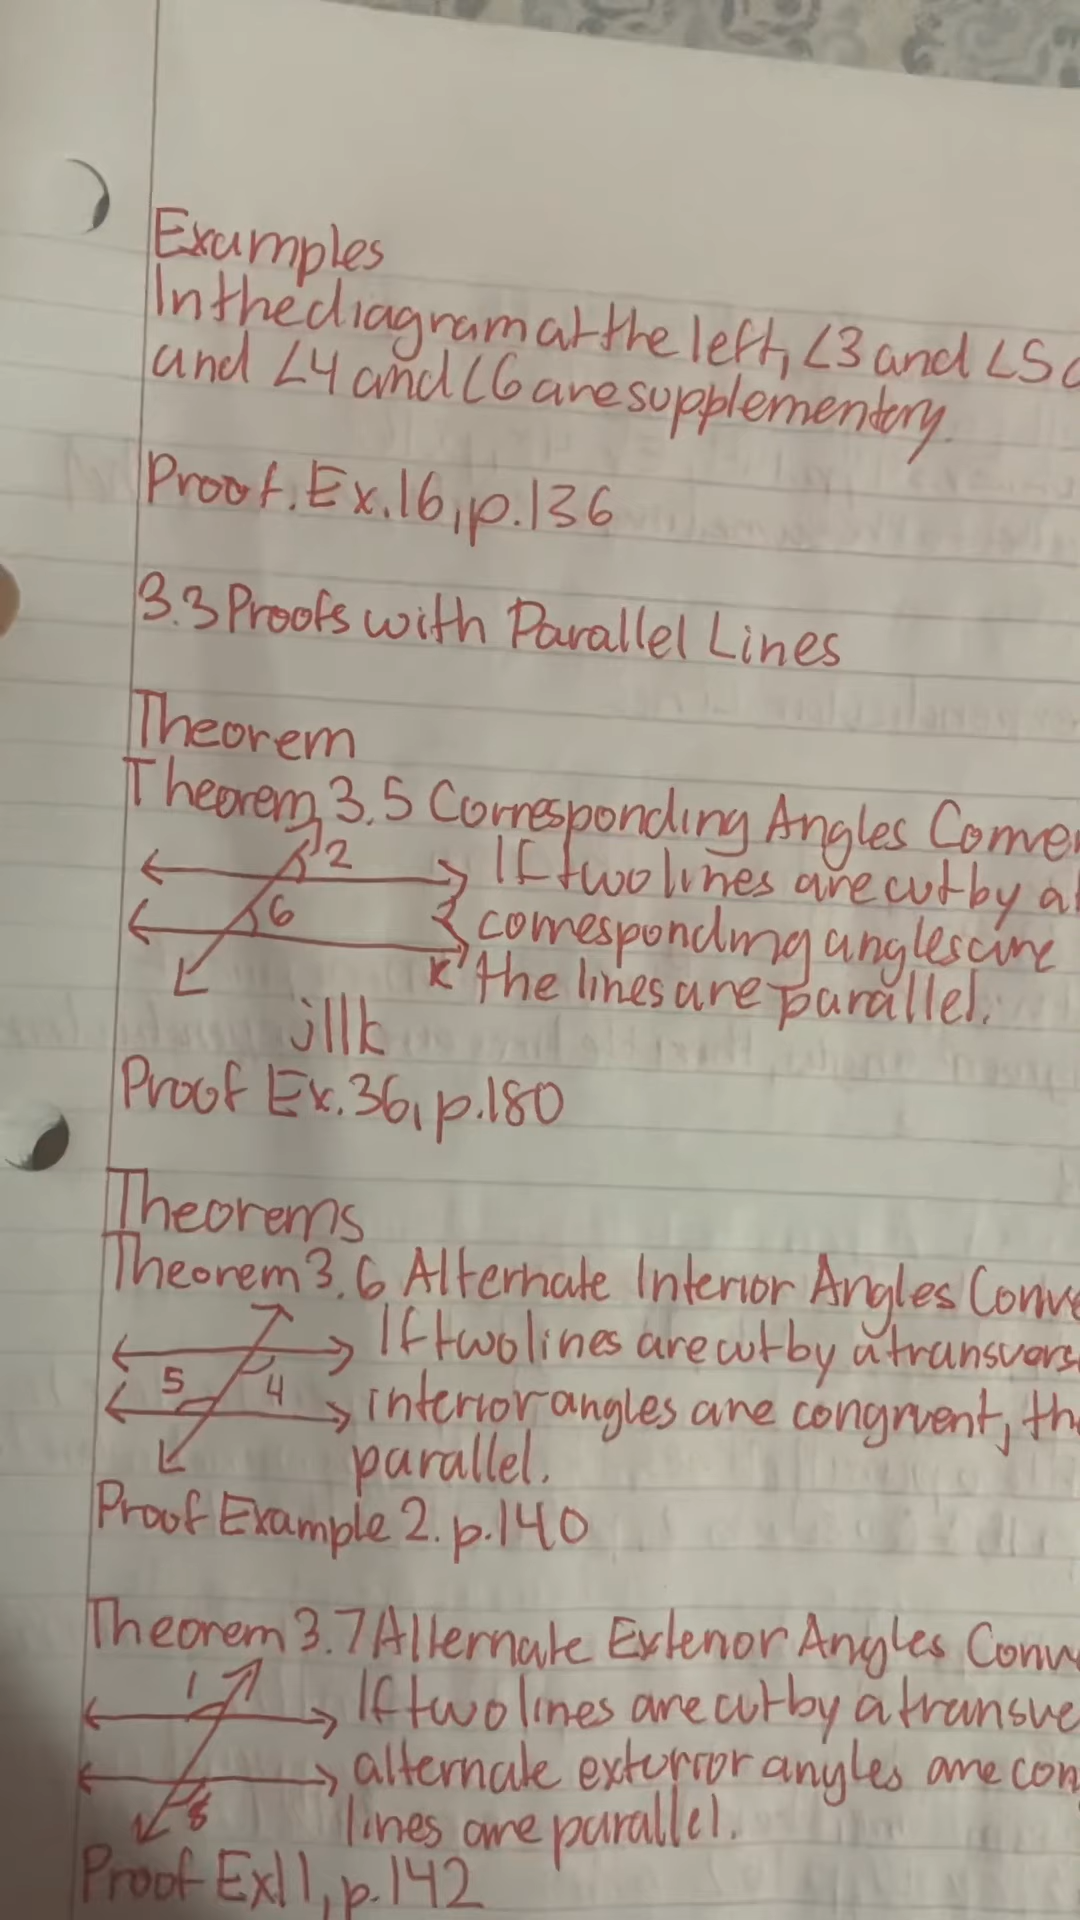 Examples
In the diagram at the left, ∠3 and ∠5
and ∠4 and ∠6 are supplementary.
Proof. Ex. 16, p. 136
3.3 Proofs with Parallel Lines
Theorem
Theorem 3.5 Corresponding Angles Conver
2
If two lines are cut by a
6
j
corresponding angles are
k
the lines are parallel.
j||k
Proof Ex. 36, p. 180
Theorems
Theorem 3.6 Alternate Interior Angles Conve
If two lines are cut by a transvers
5 4
interior angles are congruent, th
parallel.
Proof Example 2. p. 140
Theorem 3.7 Alternate Exterior Angles Conv
1
If two lines are cut by a transve
alternate exterior angles are con
8
lines are parallel.
Proof Ex 11, p. 142